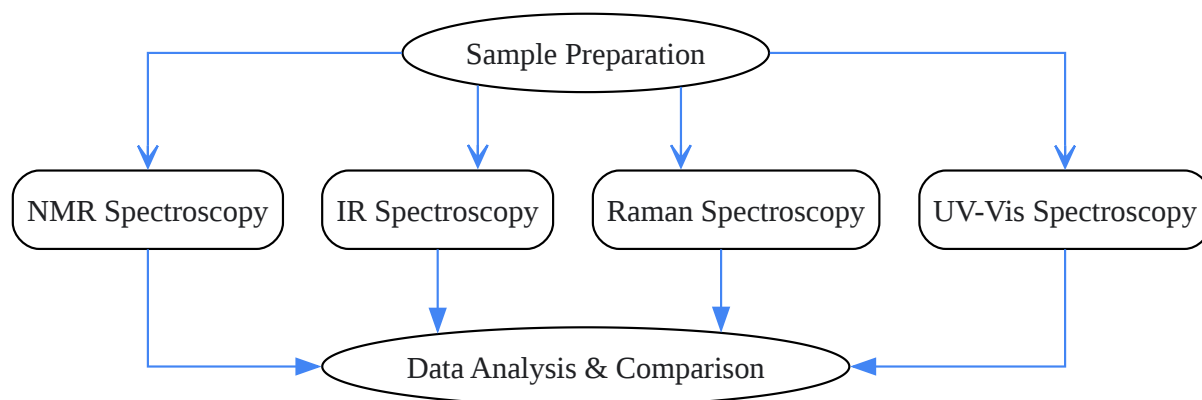 Sample Preparation
NMR Spectroscopy
IR Spectroscopy
Raman Spectroscopy
UV-Vis Spectroscopy
Data Analysis & Comparison